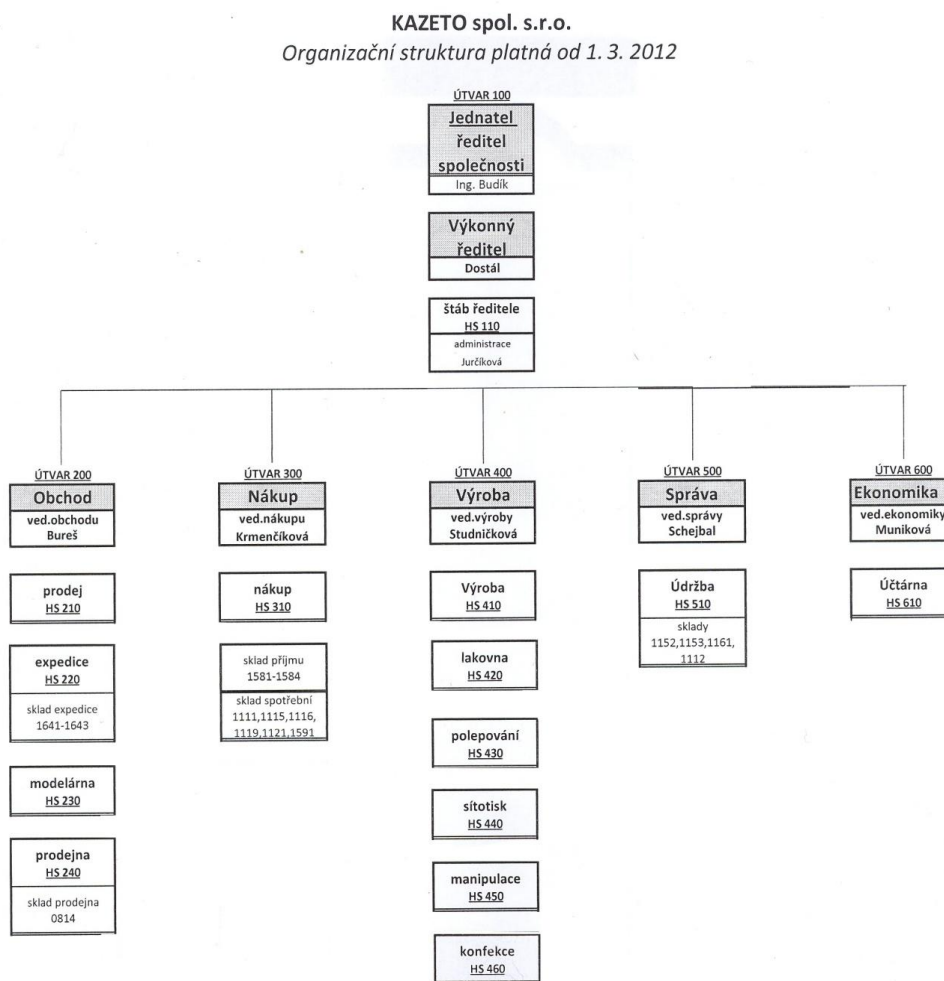 KAZETO spol. s.r.o.
Organizační struktura platná od 1. 3. 2012
ÚTVAR 100
Jednatel
ředitel
společnosti
Ing. Budík
Výkonný
ředitel
Dostál
štáb ředitele
HS 110
administrace
Jurčíková
ÚTVAR 200
Obchod
ved.obchodu
Bureš
prodej
HS 210
expedice
HS 220
sklad expedice
1641-1643
modelárna
HS 230
prodejna
HS 240
sklad prodejna
0814
ÚTVAR 300
Nákup
ved.nákupu
Krmenčíková
nákup
HS 310
sklad příjmu
1581-1584
sklad spotřební
1111,1115,1116,
1119,1121,1591
ÚTVAR 400
Výroba
ved.výroby
Studničková
Výroba
HS 410
lakovna
HS 420
polepování
HS 430
sítotisk
HS 440
manipulace
HS 450
konfekce
HS 460
ÚTVAR 500
Správa
ved.správy
Schejbal
Údržba
HS 510
sklady
1152,1153,1161,
1112
ÚTVAR 600
Ekonomika
ved.ekonomiky
Muniková
Účtárna
HS 610